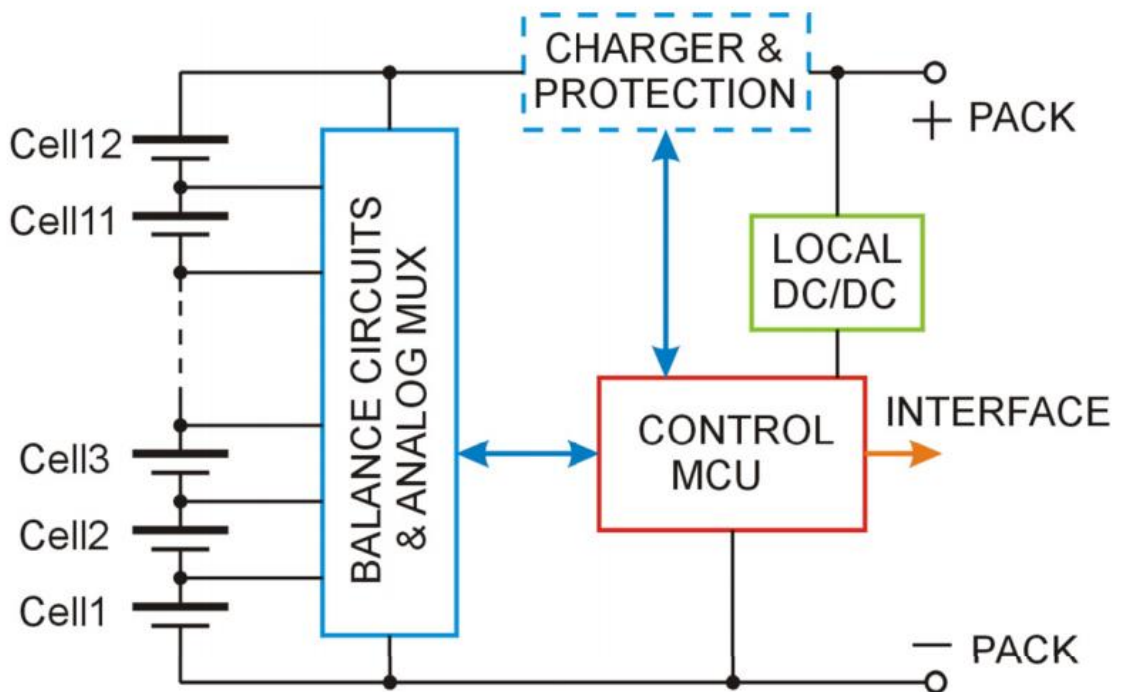 CHARGER &
PROTECTION
+ PACK
Cell12
Cell11
BALANCE CIRCUITS
& ANALOG MUX
LOCAL
DC/DC
CONTROL
MCU
INTERFACE
Cell3
Cell2
Cell1
— PACK